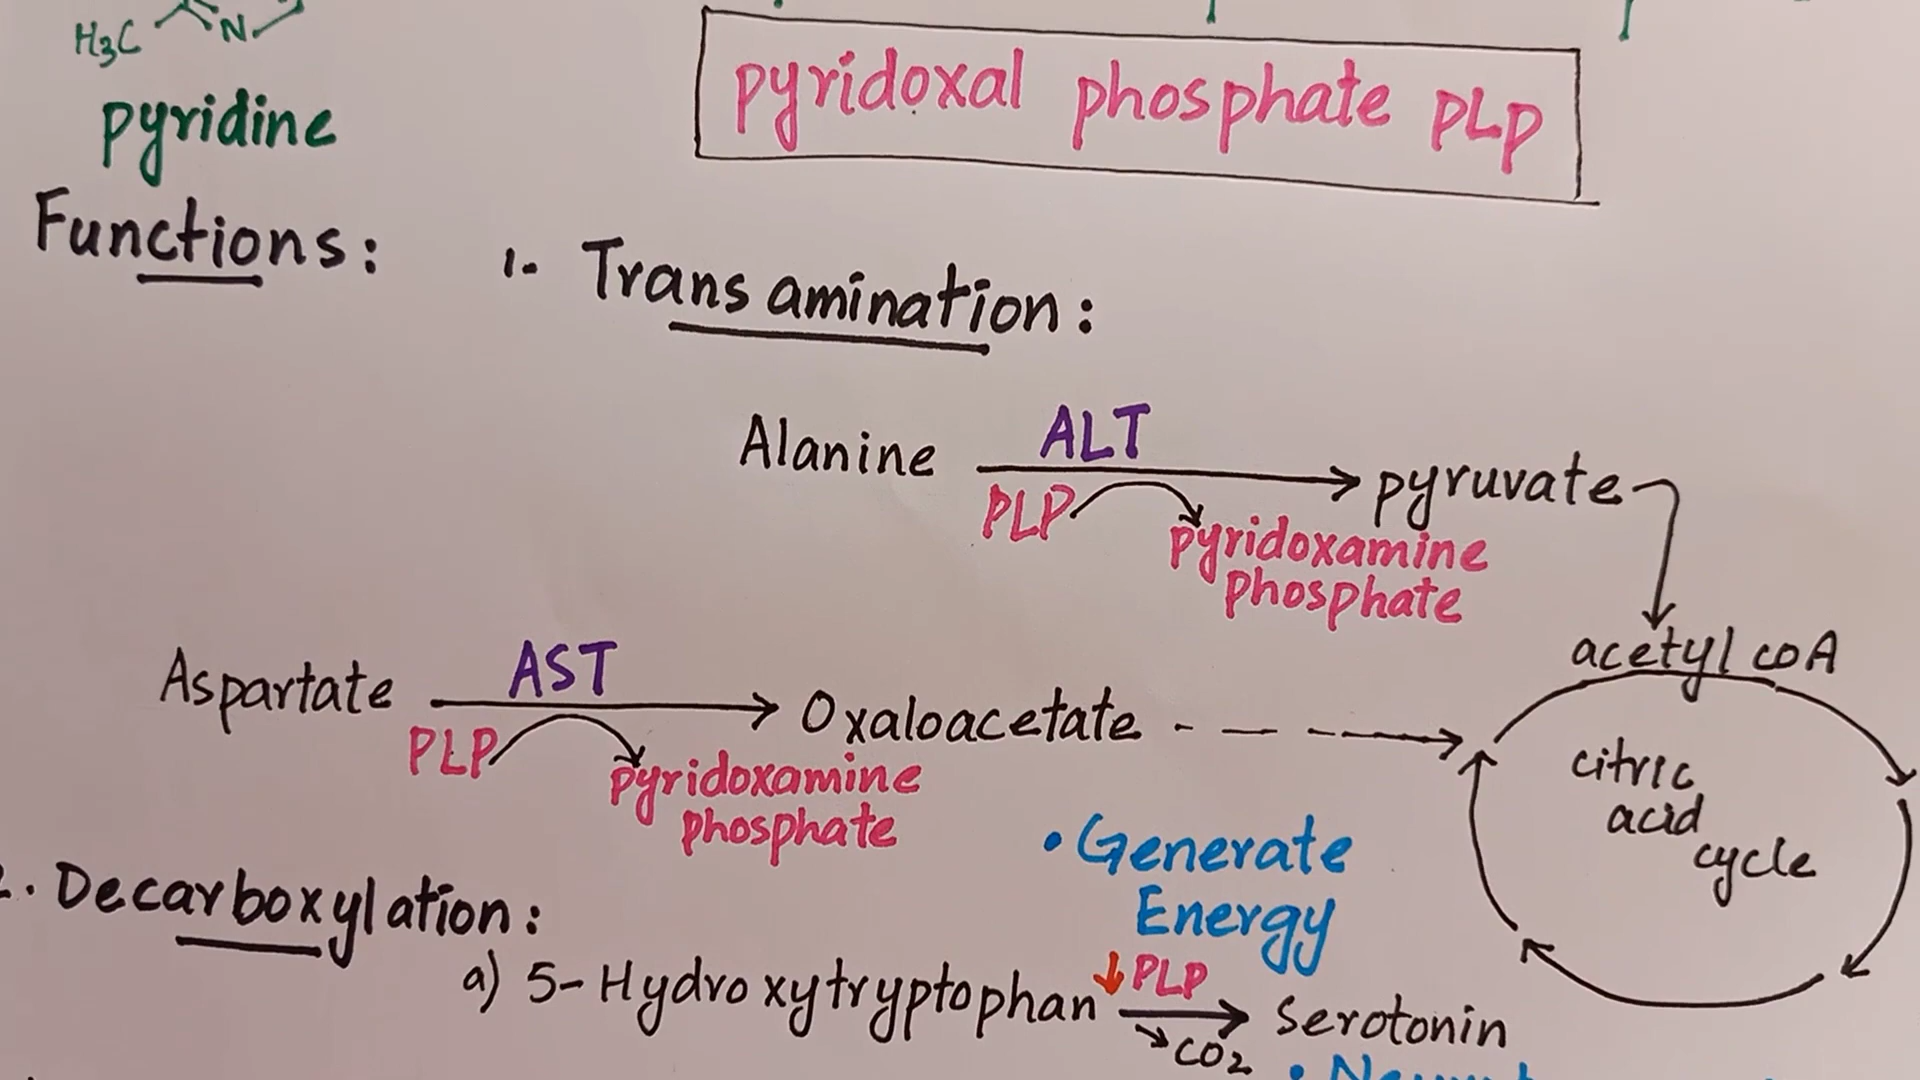 H3C N
pyridine
pyridoxal phosphate PLP
Functions: 1. Transamination:
Alanine ALT pyruvate
PLP pyridoxamine
phosphate
acetyl coA
Aspartate AST Oxaloacetate
PLP pyridoxamine
phosphate
citric
acid
cycle
• Generate
Energy
2. Decarboxylation:
a) 5-Hydroxytryptophan ↓ PLP Serotonin
CO2